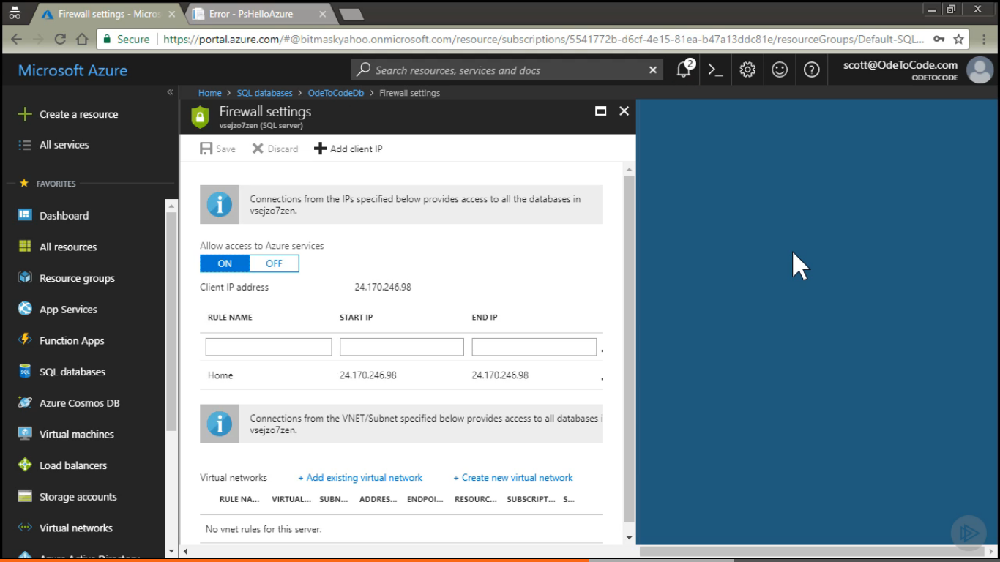 Firewall settings - Micros
Error - PsHelloAzure
Secure
https://portal.azure.com/#@bitmaskyahoo.onmicrosoft.com/resource/subscriptions/5541772b-d6cf-4e15-81ea-b47a13ddc81e/resourceGroups/Default-SQL...
Microsoft Azure
Search resources, services and docs
2
scott@OdeToCode.com
ODETOCODE
Home > SQL databases > OdeToCodeDb > Firewall settings
Create a resource
All services
FAVORITES
Dashboard
All resources
Resource groups
App Services
Function Apps
SQL
SQL databases
Azure Cosmos DB
Virtual machines
Load balancers
Storage accounts
Virtual networks
Azure Active Directory
Firewall settings
vsejzo7zen (SQL server)
Save
Discard
Add client IP
Connections from the IPs specified below provides access to all the databases in
vsejzo7zen.
Allow access to Azure services
ON OFF
Client IP address 24.170.246.98
RULE NAME START IP END IP
Home 24.170.246.98 24.170.246.98
Connections from the VNET/Subnet specified below provides access to all databases i
vsejzo7zen.
Virtual networks + Add existing virtual network + Create new virtual network
RULE NA... VIRTUAL... SUBN... ADDRES... ENDPOI... RESOURC... SUBSCRIPT... S...
No vnet rules for this server.